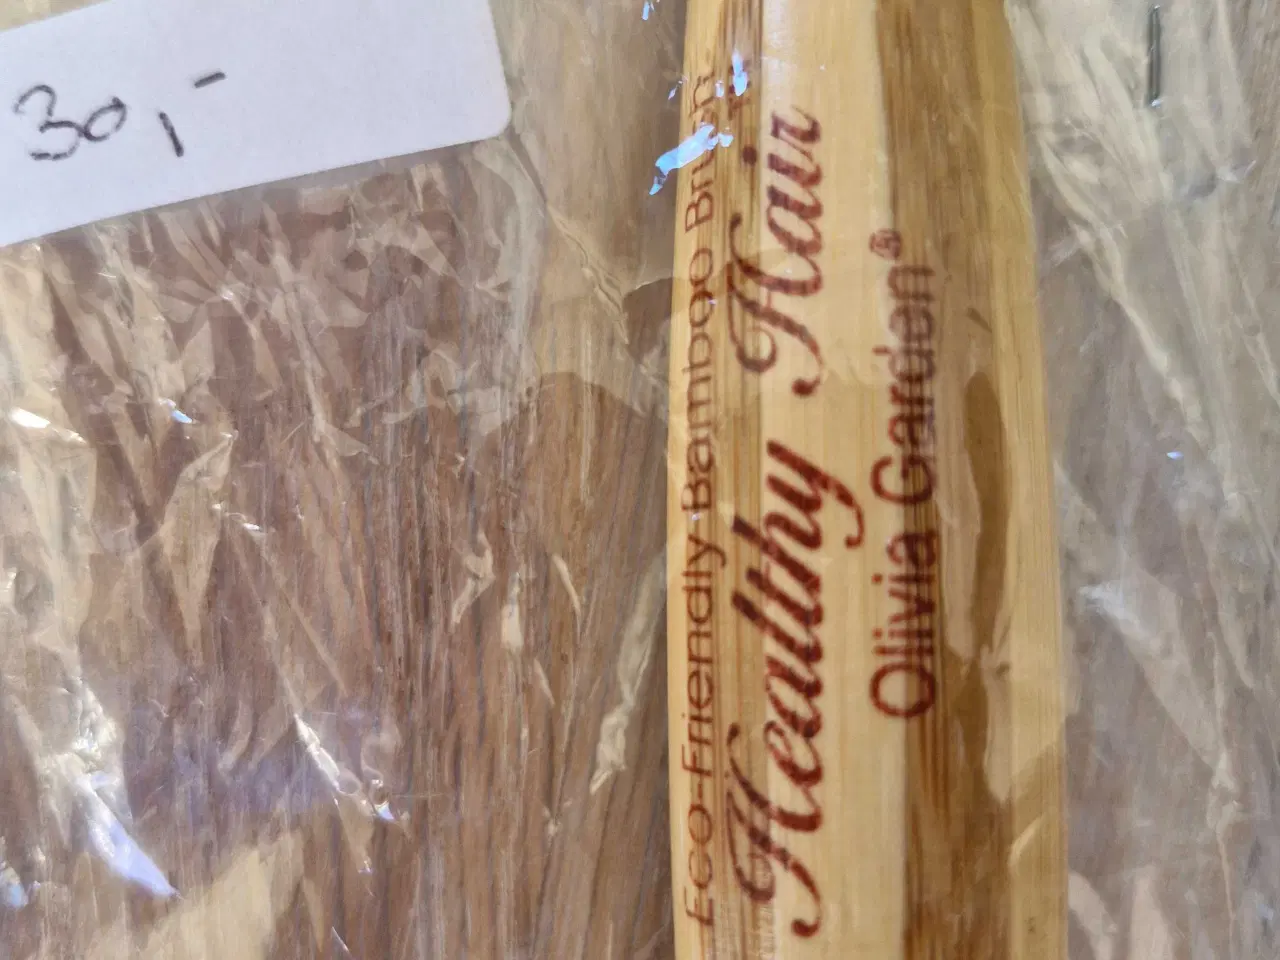 30,-
Eco-Friendly Bamboo Brush
Healthy Hair
Olivia Garden®